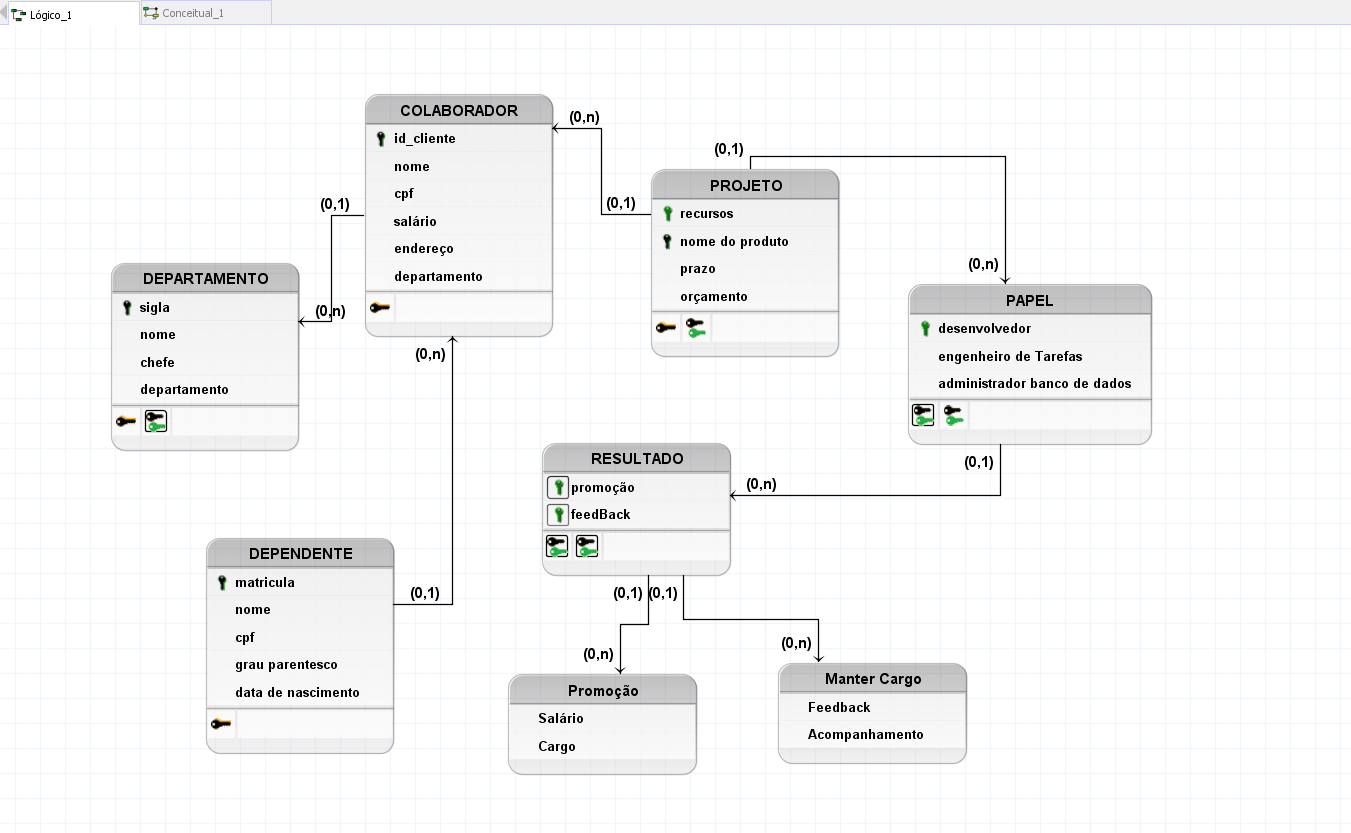 Lógico_1
Conceitual_1
COLABORADOR
id_cliente
nome
cpf
salário
endereço
departamento
(0,n)
(0,1)
PROJETO
recursos
nome do produto
prazo
orçamento
(0,1)
(0,n)
PAPEL
desenvolvedor
engenheiro de Tarefas
administrador banco de dados
(0,1)
(0,n)
DEPARTAMENTO
sigla
nome
chefe
departamento
(0,1)
(0,n)
(0,n)
(0,1)
DEPENDENTE
matricula
nome
cpf
grau parentesco
data de nascimento
RESULTADO
promoção
feedBack
(0,n)
(0,1)
(0,1)
(0,1)
(0,n)
(0,n)
Promoção
Salário
Cargo
Manter Cargo
Feedback
Acompanhamento